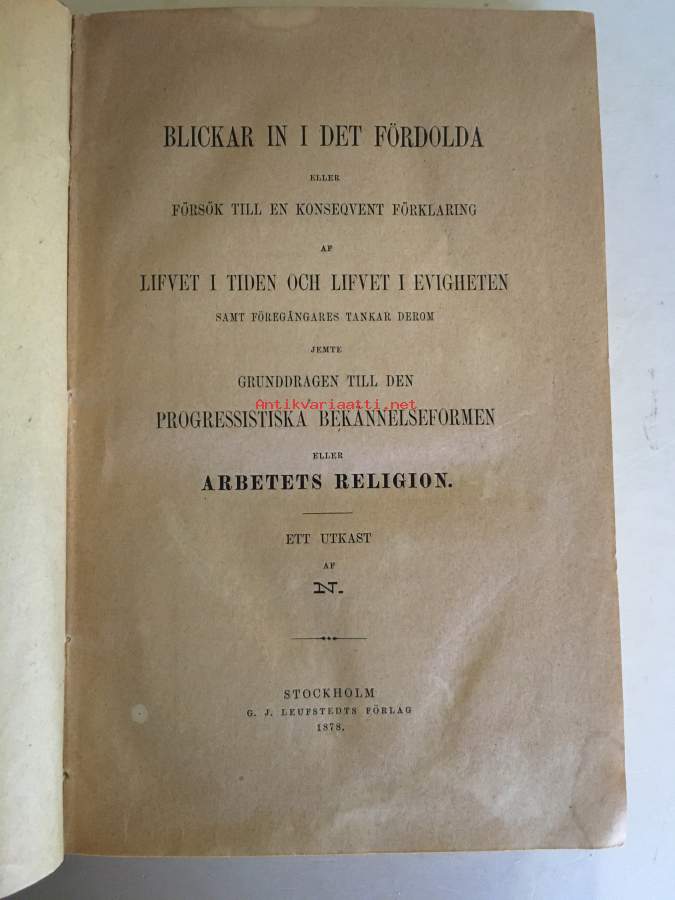 BLICKAR IN I DET FÖRDOLDA
ELLER
FÖRSÖK TILL EN KONSEQVENT FÖRKLARING
AF
LIFVET I TIDEN OCH LIFVET I EVIGHETEN
SAMT FÖREGÅNGARES TANKAR DEROM
JEMTE
GRUNDDRAGEN TILL DEN
Antikvariaatti.net
PROGRESSISTISKA BEKÄNNELSEFORMEN
ELLER
ARBETETS RELIGION.
ETT UTKAST
AF
N.
STOCKHOLM
G. J. LEUFSTEDTS FÖRLAG
1878.